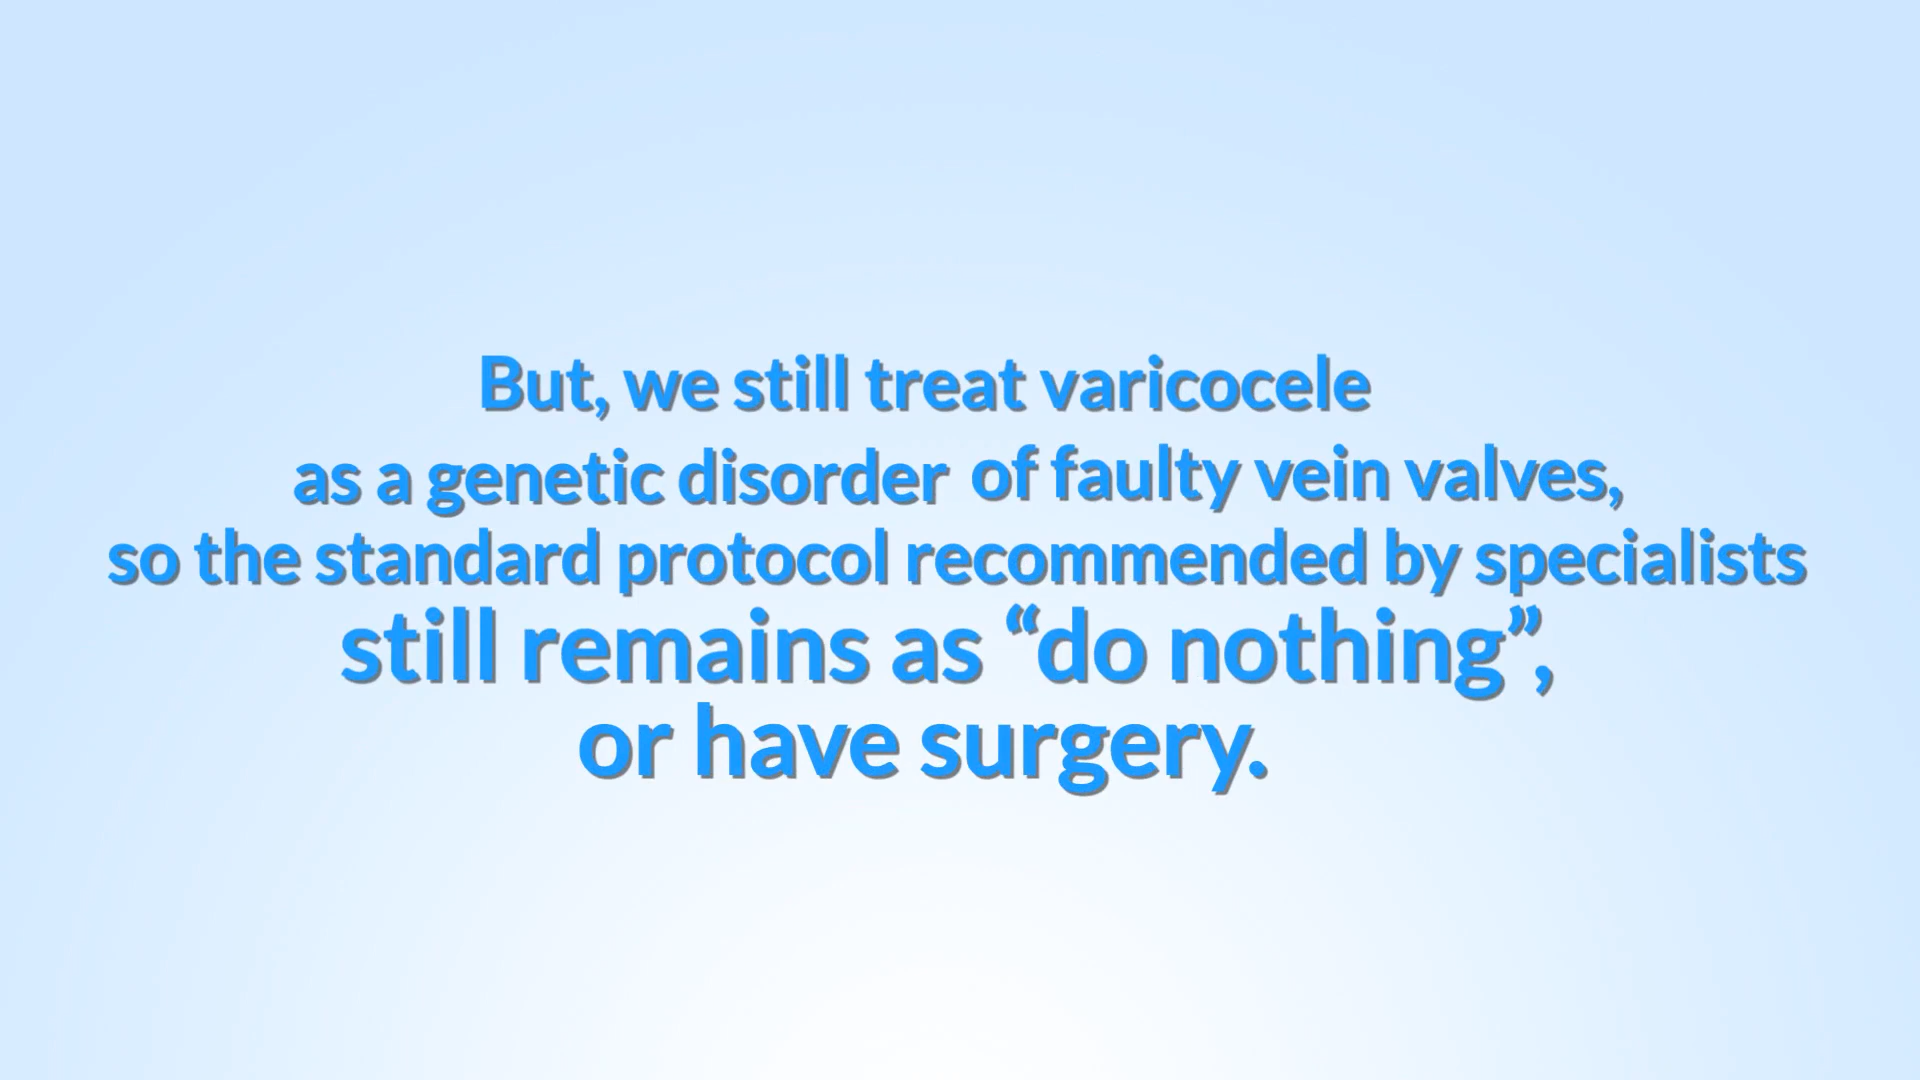 But, we still treat varicocele
as a genetic disorder of faulty vein valves,
so the standard protocol recommended by specialists
still remains as “do nothing”,
or have surgery.